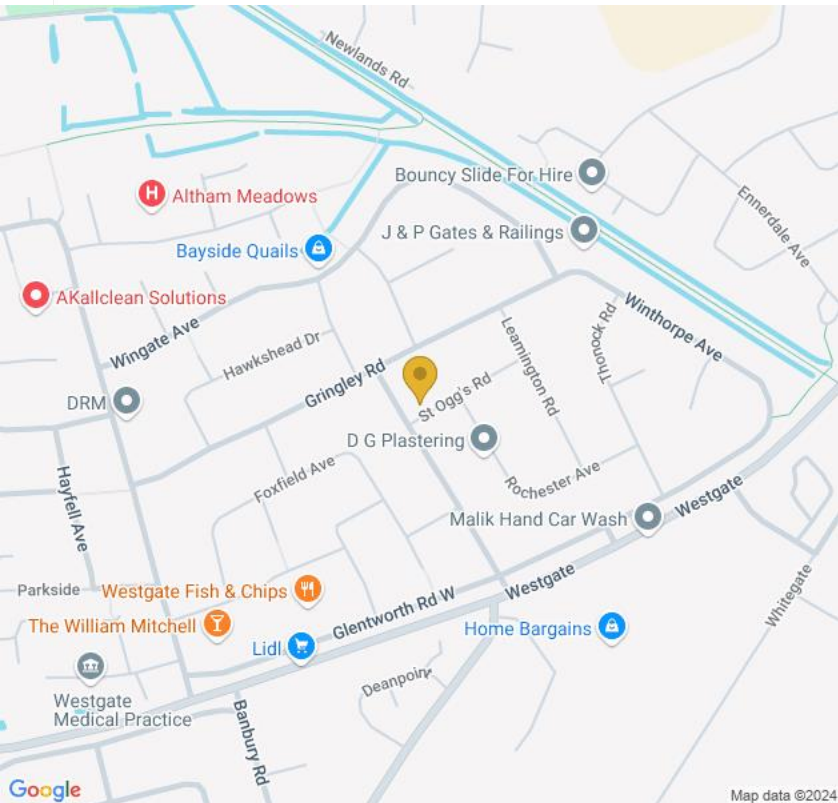 Newlands Rd
Bouncy Slide For Hire
Altham Meadows
Ennerdale Ave
J & P Gates & Railings
Bayside Quails
AKallclean Solutions
Winthorpe Ave
Wingate Ave
Thonock Rd
Leamington Rd
Hawkshead Dr
Gringley Rd
DRM
St Ogg's Rd
D G Plastering
Foxfield Ave
Rochester Ave
Hayfell Ave
Westgate
Malik Hand Car Wash
Parkside
Westgate Fish & Chips
Westgate
Whitegate
Glentworth Rd W
The William Mitchell
Home Bargains
Lidl
Deanpoint
Westgate
Medical Practice
Banbury Rd
Google
Map data ©2024